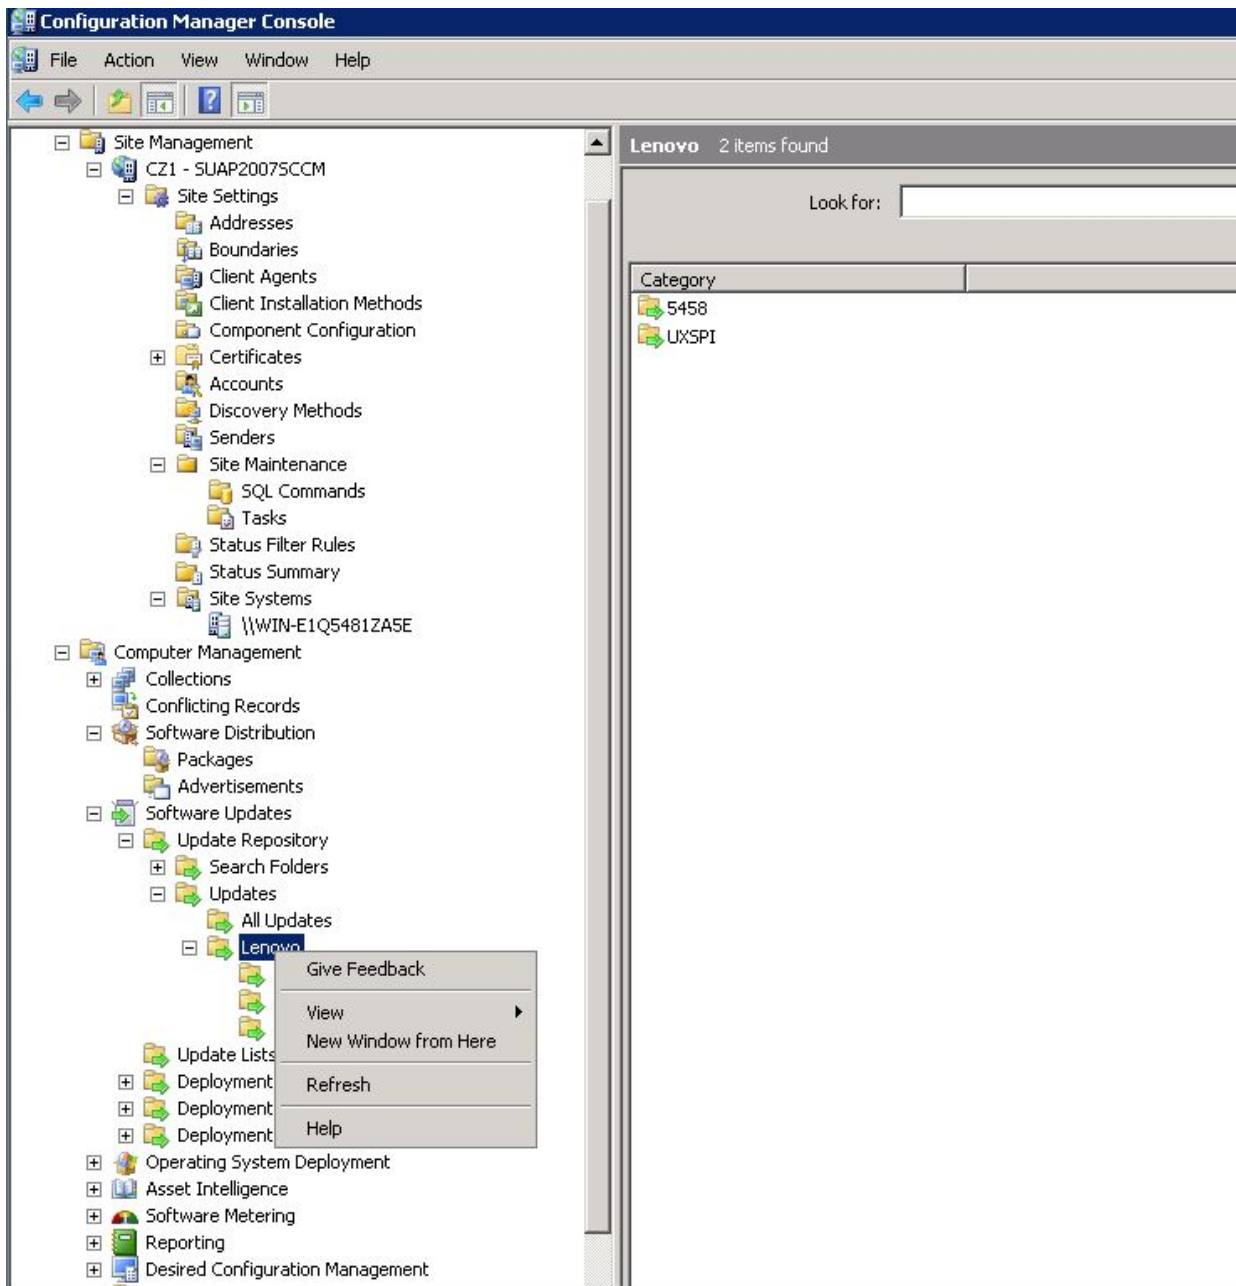 Configuration Manager Console
File Action View Window Help
Site Management
CZ1 - SUAP2007SCCM
Site Settings
Addresses
Boundaries
Client Agents
Client Installation Methods
Component Configuration
Certificates
Accounts
Discovery Methods
Senders
Site Maintenance
SQL Commands
Tasks
Status Filter Rules
Status Summary
Site Systems
\\WIN-E1Q5481ZA5E
Computer Management
Collections
Conflicting Records
Software Distribution
Packages
Advertisements
Software Updates
Update Repository
Search Folders
Updates
All Updates
Lenovo
Update Lists
Deployment
Deployment
Deployment
Operating System Deployment
Asset Intelligence
Software Metering
Reporting
Desired Configuration Management
Give Feedback
View
New Window from Here
Refresh
Help
Lenovo 2 items found
Look for:
Category
5458
UXSPI